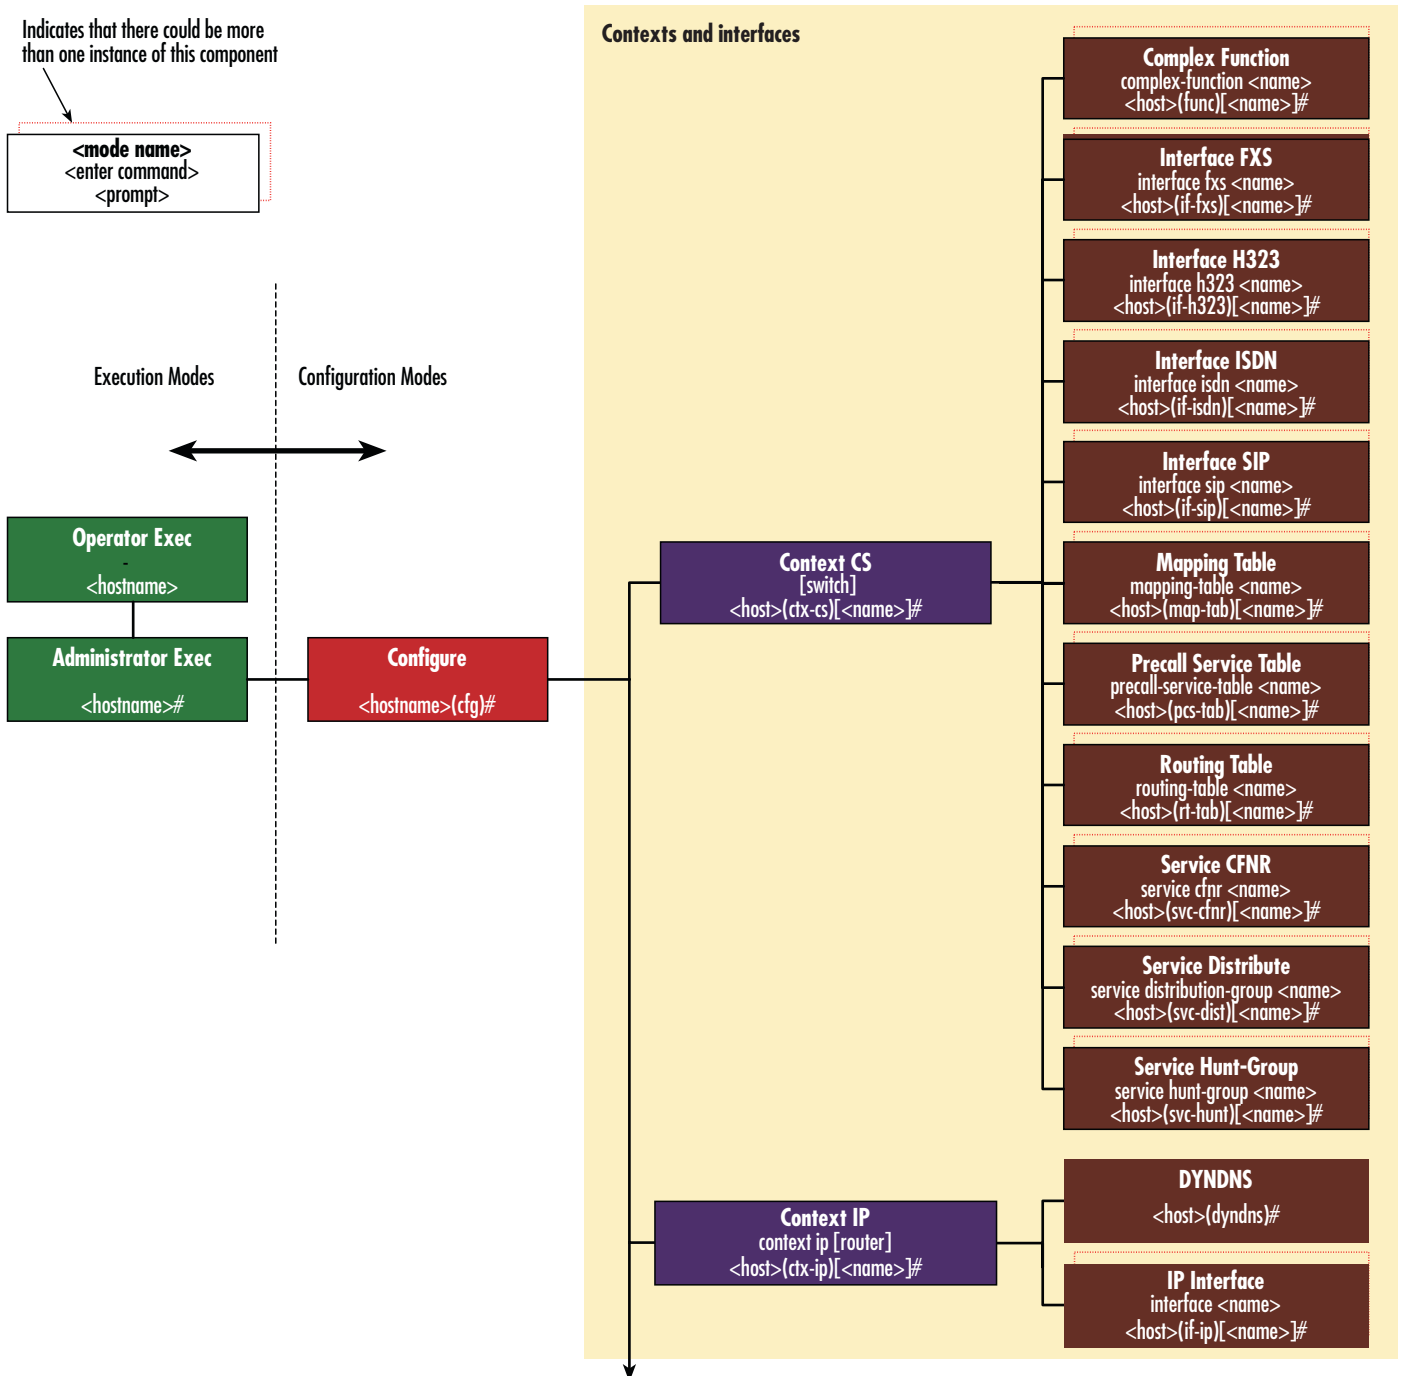 Indicates that there could be more
than one instance of this component
<mode name>
<enter command>
<prompt>
Execution Modes
Configuration Modes
Operator Exec
-
<hostname>
Administrator Exec
<hostname>#
Configure
<hostname>(cfg)#
Contexts and interfaces
Context CS
[switch]
<host>(ctx-cs)[<name>]#
Complex Function
complex-function <name>
<host>(func)[<name>]#
Interface FXS
interface fxs <name>
<host>(if-fxs)[<name>]#
Interface H323
interface h323 <name>
<host>(if-h323)[<name>]#
Interface ISDN
interface isdn <name>
<host>(if-isdn)[<name>]#
Interface SIP
interface sip <name>
<host>(if-sip)[<name>]#
Mapping Table
mapping-table <name>
<host>(map-tab)[<name>]#
Precall Service Table
precall-service-table <name>
<host>(pcs-tab)[<name>]#
Routing Table
routing-table <name>
<host>(rt-tab)[<name>]#
Service CFNR
service cfnr <name>
<host>(svc-cfnr)[<name>]#
Service Distribute
service distribution-group <name>
<host>(svc-dist)[<name>]#
Service Hunt-Group
service hunt-group <name>
<host>(svc-hunt)[<name>]#
Context IP
context ip [router]
<host>(ctx-ip)[<name>]#
DYNDNS
<host>(dyndns)#
IP Interface
interface <name>
<host>(if-ip)[<name>]#